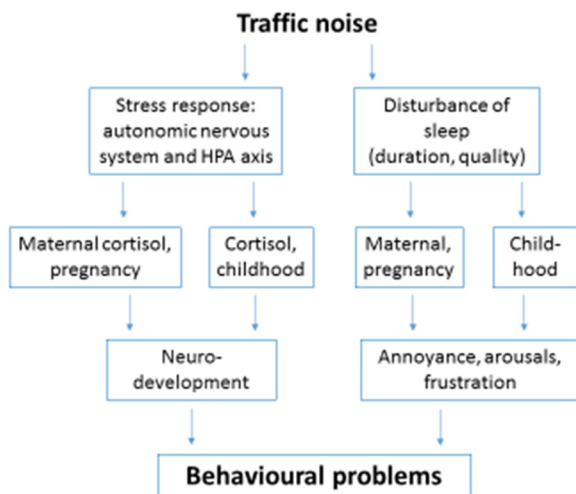 Traffic noise
Stress response:
autonomic nervous
system and HPA axis
Disturbance of
sleep
(duration, quality)
Maternal cortisol,
pregnancy
Cortisol,
childhood
Maternal,
pregnancy
Child-
hood
Neuro-
development
Annoyance, arousals,
frustration
Behavioural problems